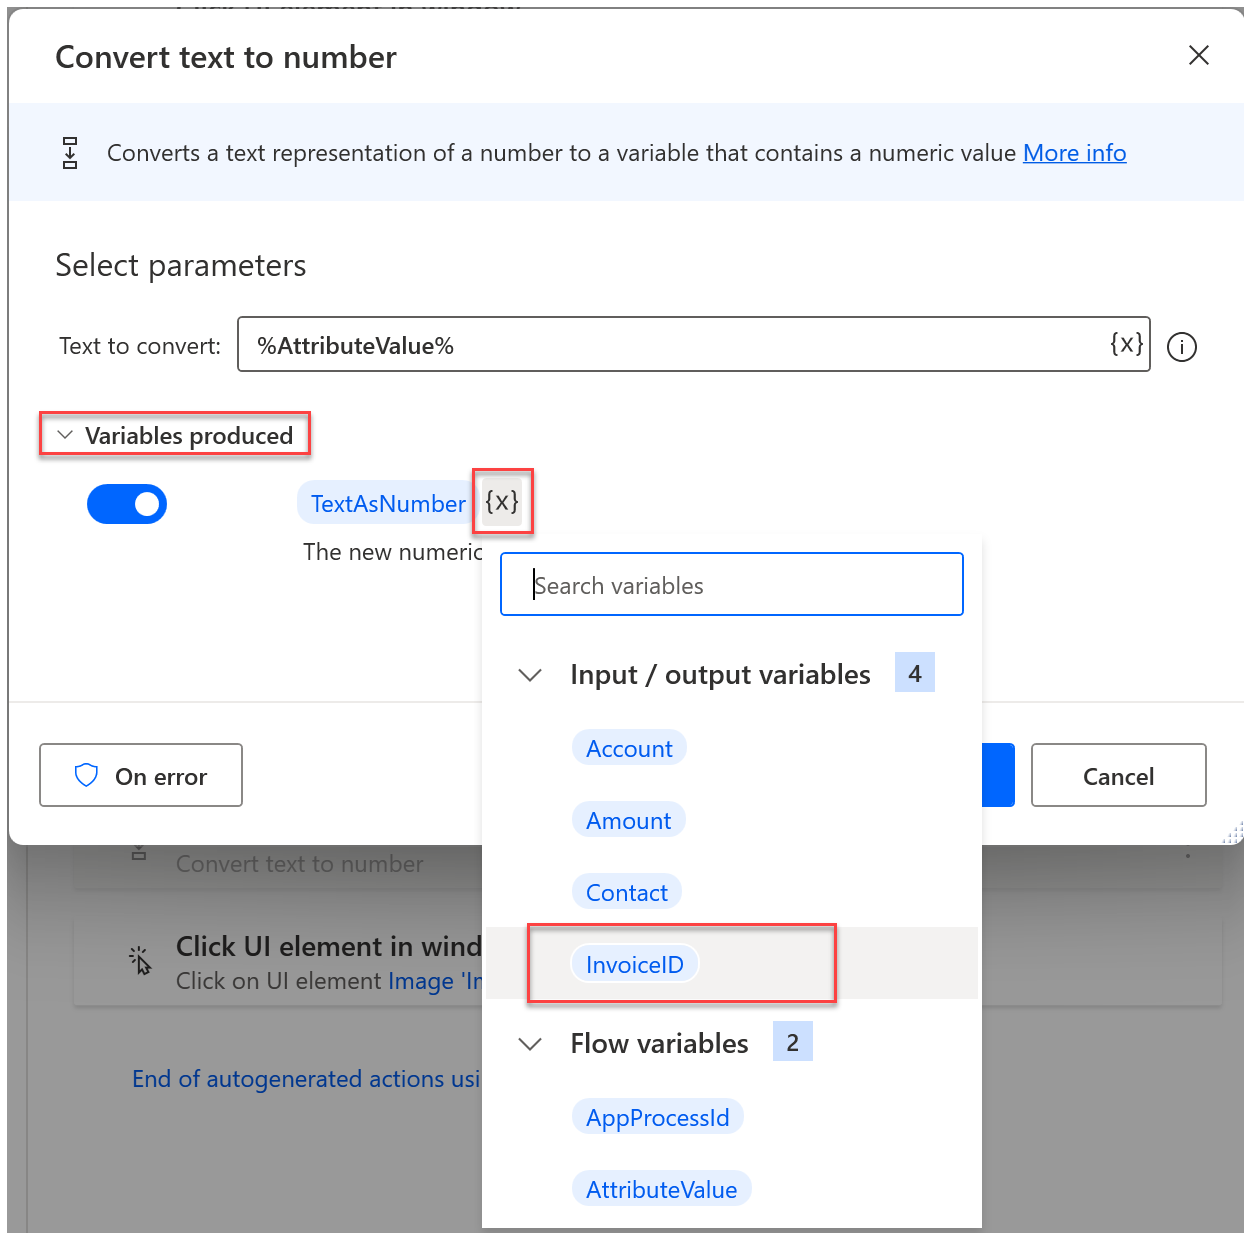 Convert text to number
Converts a text representation of a number to a variable that contains a numeric value More info
Select parameters
Text to convert:
%AttributeValue%
{x}
Variables produced
TextAsNumber
{x}
The new numeric
Search variables
Input / output variables
4
Account
Amount
Contact
InvoiceID
Flow variables
2
AppProcessId
AttributeValue
On error
Cancel
Convert text to number
Click UI element in wind
Click on UI element Image 'In
End of autogenerated actions usi